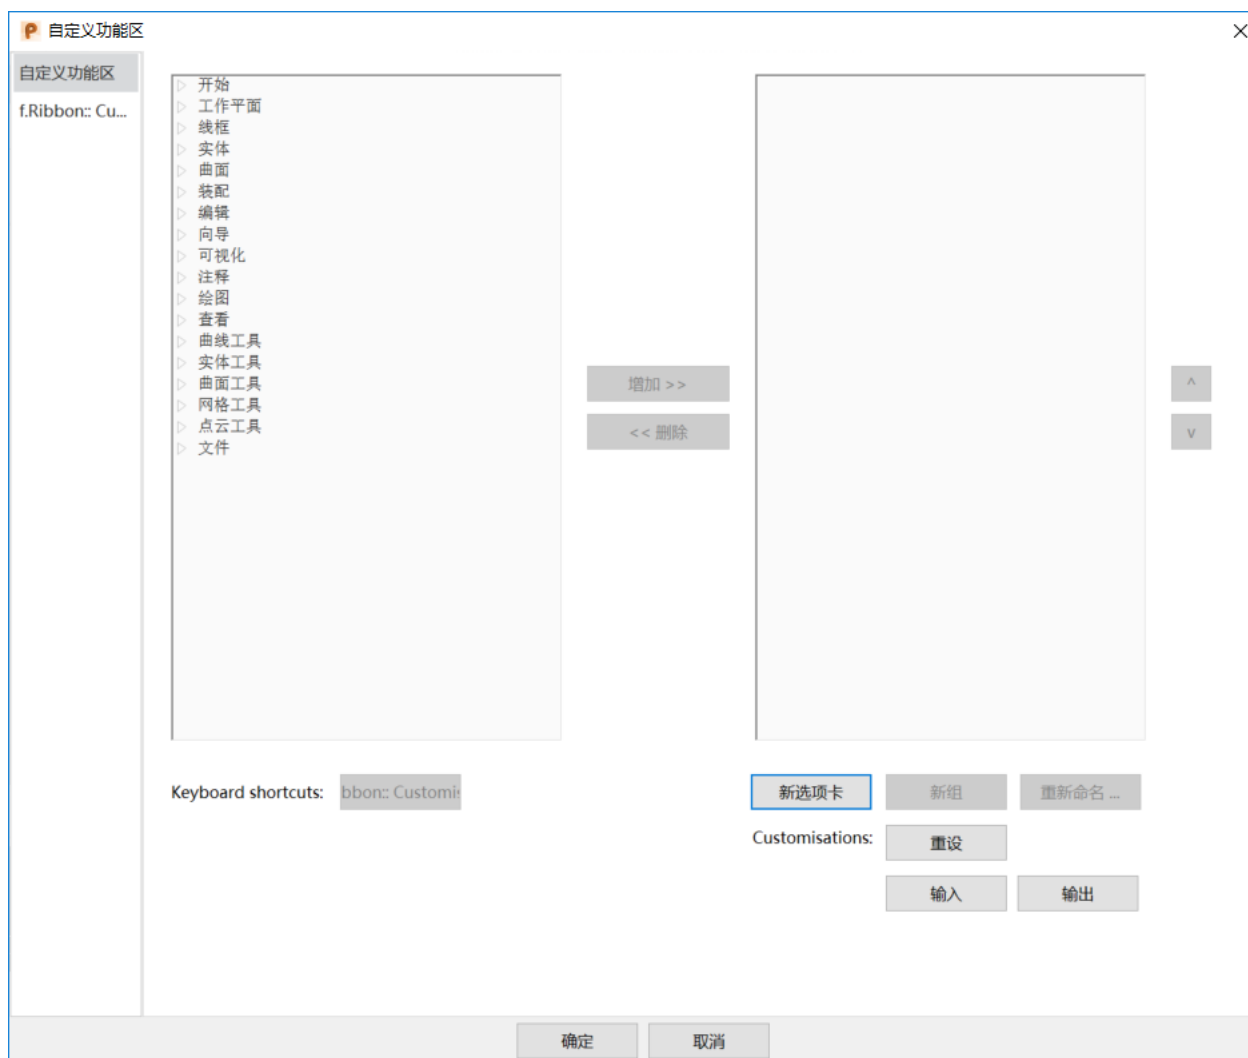 自定义功能区
自定义功能区
f.Ribbon:: Cu...
开始
工作平面
线框
实体
曲面
装配
编辑
向导
可视化
注释
绘图
查看
曲线工具
实体工具
曲面工具
网格工具
点云工具
文件
增加 >>
<< 删除
^
v
Keyboard shortcuts:
bbon:: Customi
新选项卡
新组
重新命名 ...
Customisations:
重设
输入
输出
确定
取消